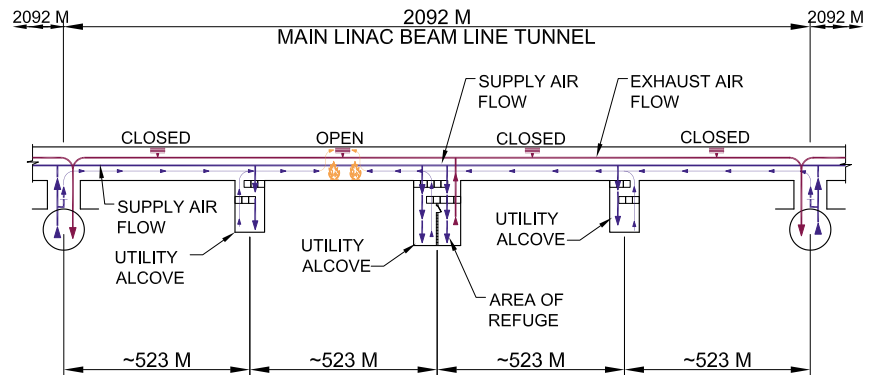 2092 M
2092 M
2092 M
MAIN LINAC BEAM LINE TUNNEL
SUPPLY AIR
FLOW
EXHAUST AIR
FLOW
CLOSED
OPEN
CLOSED
CLOSED
SUPPLY AIR
FLOW
UTILITY
ALCOVE
UTILITY
ALCOVE
UTILITY
ALCOVE
AREA OF
REFUGE
~523 M
~523 M
~523 M
~523 M